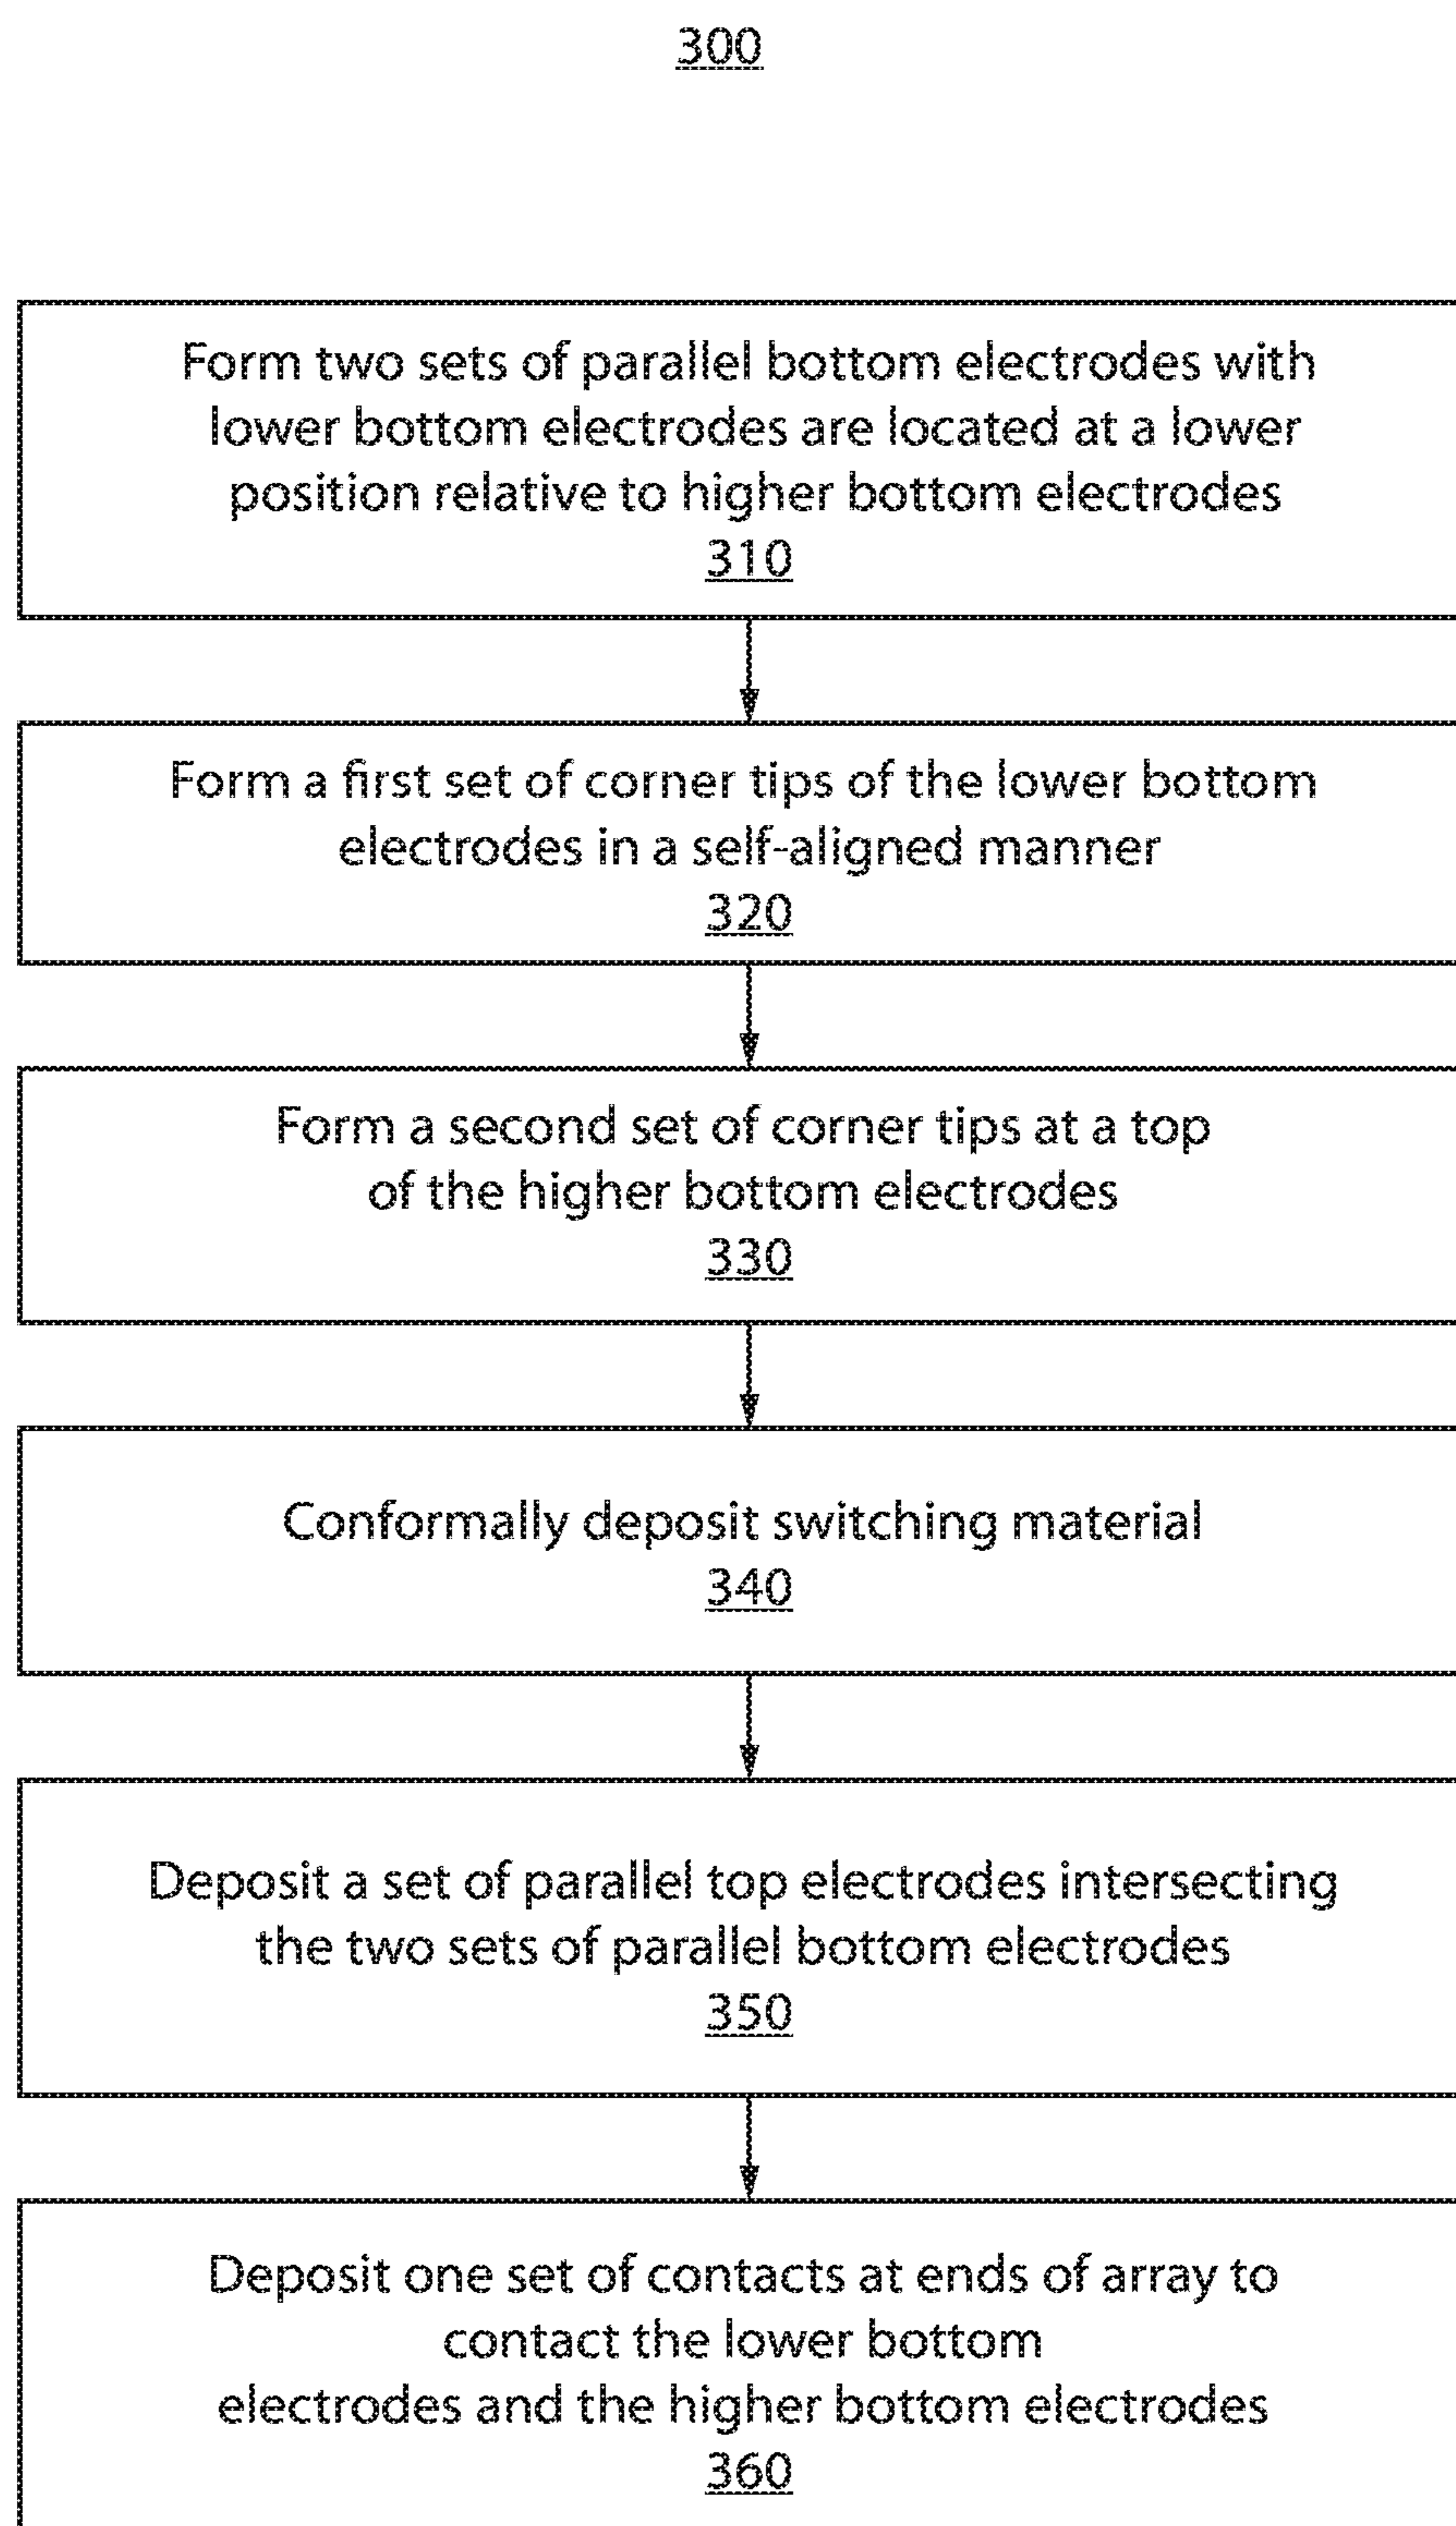 300
Form two sets of parallel bottom electrodes with
lower bottom electrodes are located at a lower
position relative to higher bottom electrodes
310
Form a first set of corner tips of the lower bottom
electrodes in a self-aligned manner
320
Form a second set of corner tips at a top
of the higher bottom electrodes
330
Conformally deposit switching material
340
Deposit a set of parallel top electrodes intersecting
the two sets of parallel bottom electrodes
350
Deposit one set of contacts at ends of array to
contact the lower bottom
electrodes and the higher bottom electrodes
360